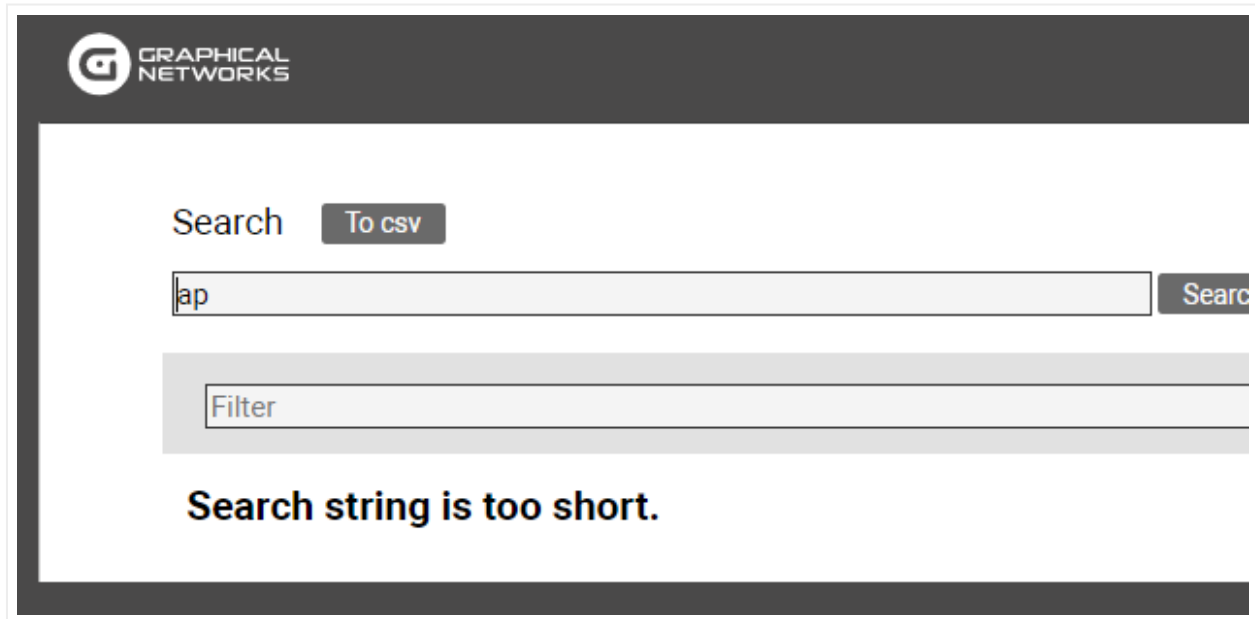 GRAPHICAL
NETWORKS
Search To csv
ap Searc
Filter
Search string is too short.